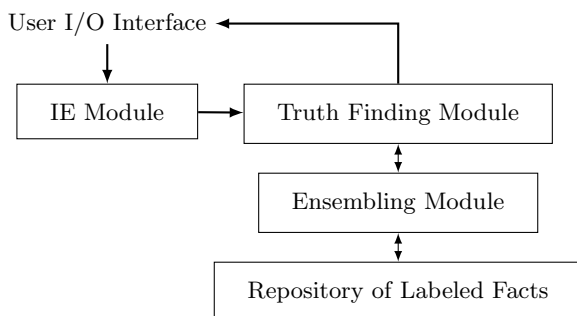 User I/O Interface
IE Module
Truth Finding Module
Ensembling Module
Repository of Labeled Facts